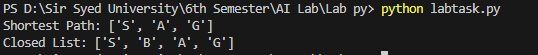 PS D:\Sir Syed University\6th Semester\AI Lab\Lab py> python labtask.py
Shortest Path: ['S', 'A', 'G']
Closed List: ['S', 'B', 'A', 'G']